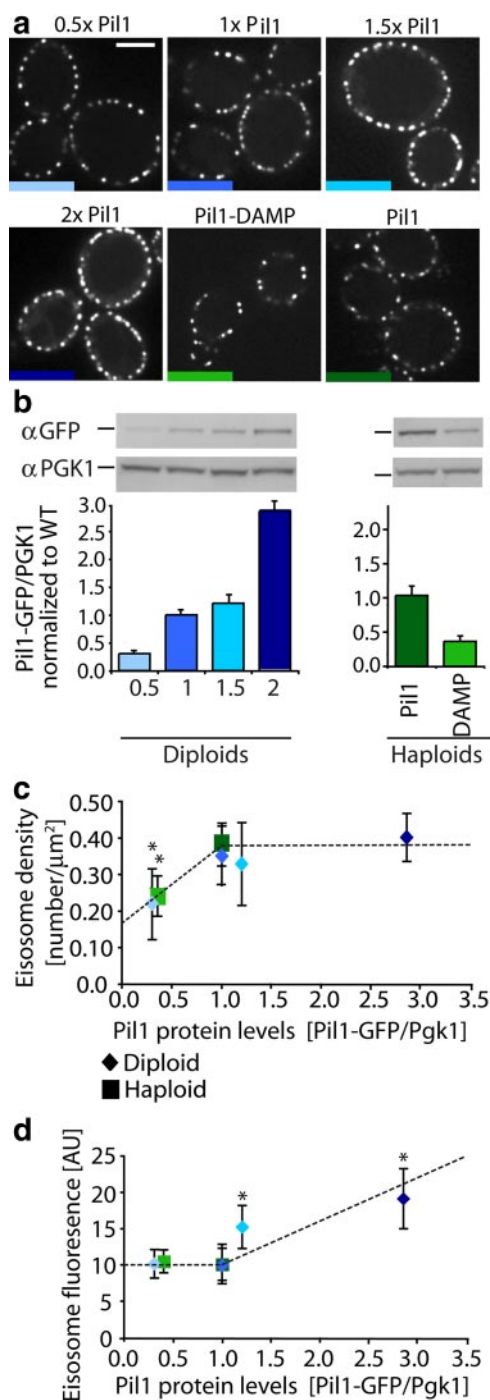 a
0.5x Pil1 1x Pil1 1.5x Pil1
2x Pil1 Pil1-DAMP Pil1
b
αGFP
αPGK1
Pil1-GFP/PGK1
normalized to WT
3.0
2.5
2.0
1.5
1.0
0.5
0.0
0.5 1 1.5 2
Diploids
2.0
1.5
1.0
0.5
0.0
Pil1 DAMP
Haploids
c
Eisosome density
[number/μm²]
0.50
0.40
0.30
0.20
0.10
0.0
* *
0.0 0.5 1.0 1.5 2.0 2.5 3.0 3.5
Pil1 protein levels [Pil1-GFP/Pgk1]
Diploid
Haploid
d
Eisosome fluoresence [AU]
25
20
15
10
5
0
* *
0.0 0.5 1.0 1.5 2.0 2.5 3.0 3.5
Pil1 protein levels [Pil1-GFP/Pgk1]